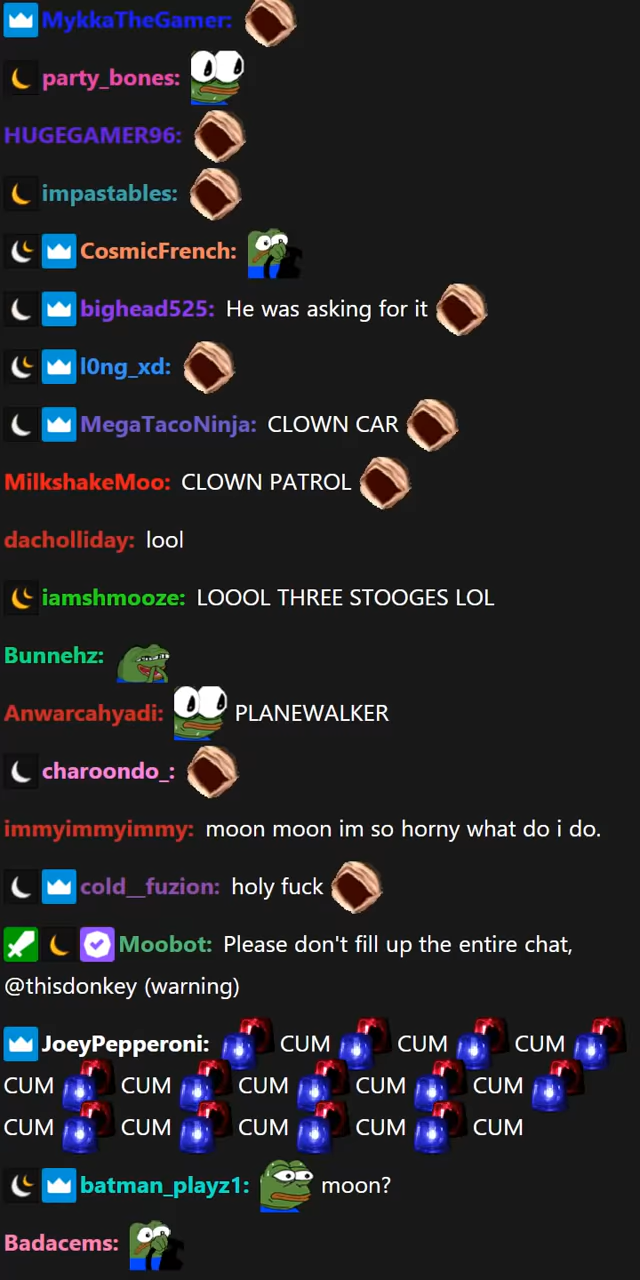 MykkaTheGamer:
party_bones:
HUGEGAMER96:
impastables:
CosmicFrench:
bighead525: He was asking for it
l0ng_xd:
MegaTacoNinja: CLOWN CAR
MilkshakeMoo: CLOWN PATROL
dacholliday: lool
iamshmooze: LOOOL THREE STOOGES LOL
Bunnehz:
Anwarcahyadi: PLANEWALKER
charoondo_:
immyimmyimmy: moon moon im so horny what do i do.
cold__fuzion: holy fuck
Moobot: Please don't fill up the entire chat,
@thisdonkey (warning)
JoeyPepperoni: CUM CUM CUM
CUM CUM CUM CUM CUM
CUM CUM CUM CUM CUM
batman_playz1: moon?
Badacems: